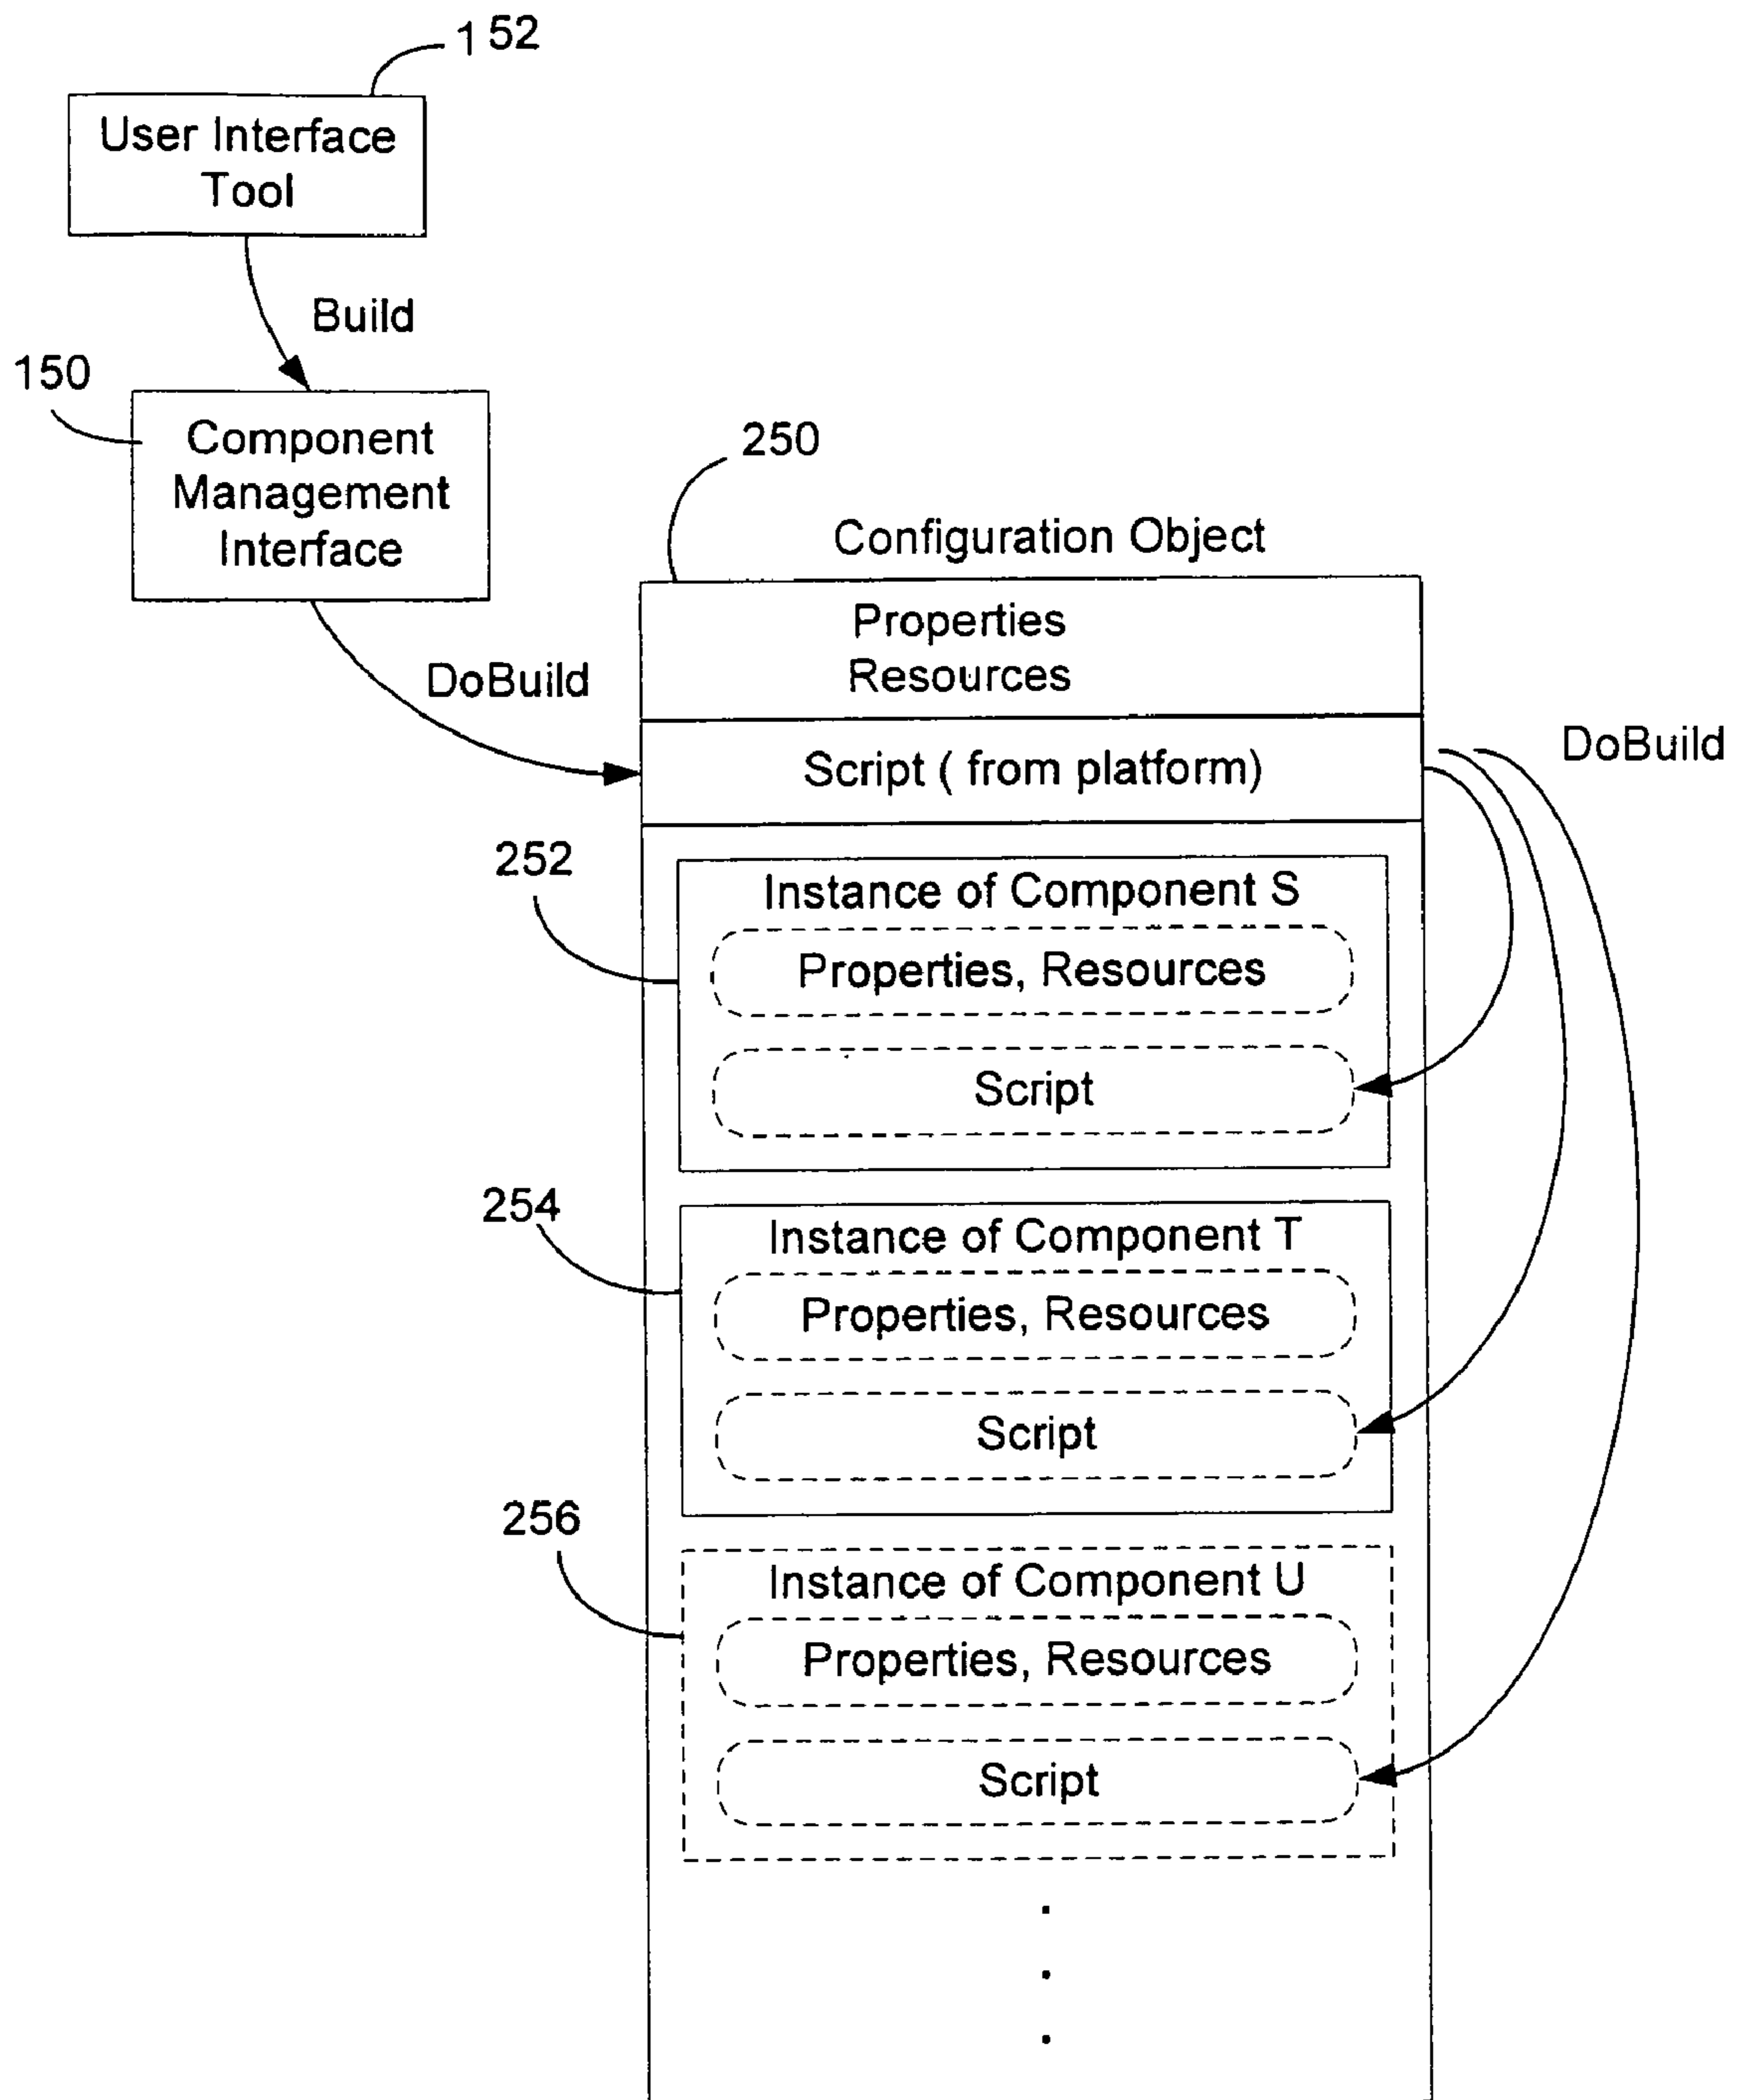 152
User Interface
Tool
Build
150
Component
Management
Interface
250
Configuration Object
Properties
Resources
DoBuild
Script ( from platform)
DoBuild
252
Instance of Component S
Properties, Resources
Script
254
Instance of Component T
Properties, Resources
Script
256
Instance of Component U
Properties, Resources
Script